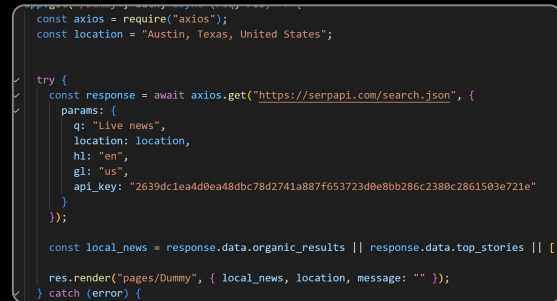 const axios = require("axios");
const location = "Austin, Texas, United States";
try {
const response = await axios.get("https://serpapi.com/search.json", {
params: {
q: "Live news",
location: location,
hl: "en",
gl: "us",
api_key: "2639dc1ea4d0ea48dbc78d2741a887f653723d0e8bb286c2380c2861503e721e"
}
});
const local_news = response.data.organic_results || response.data.top_stories || [
res.render("pages/Dummy", { local_news, location, message: "" });
} catch (error) {